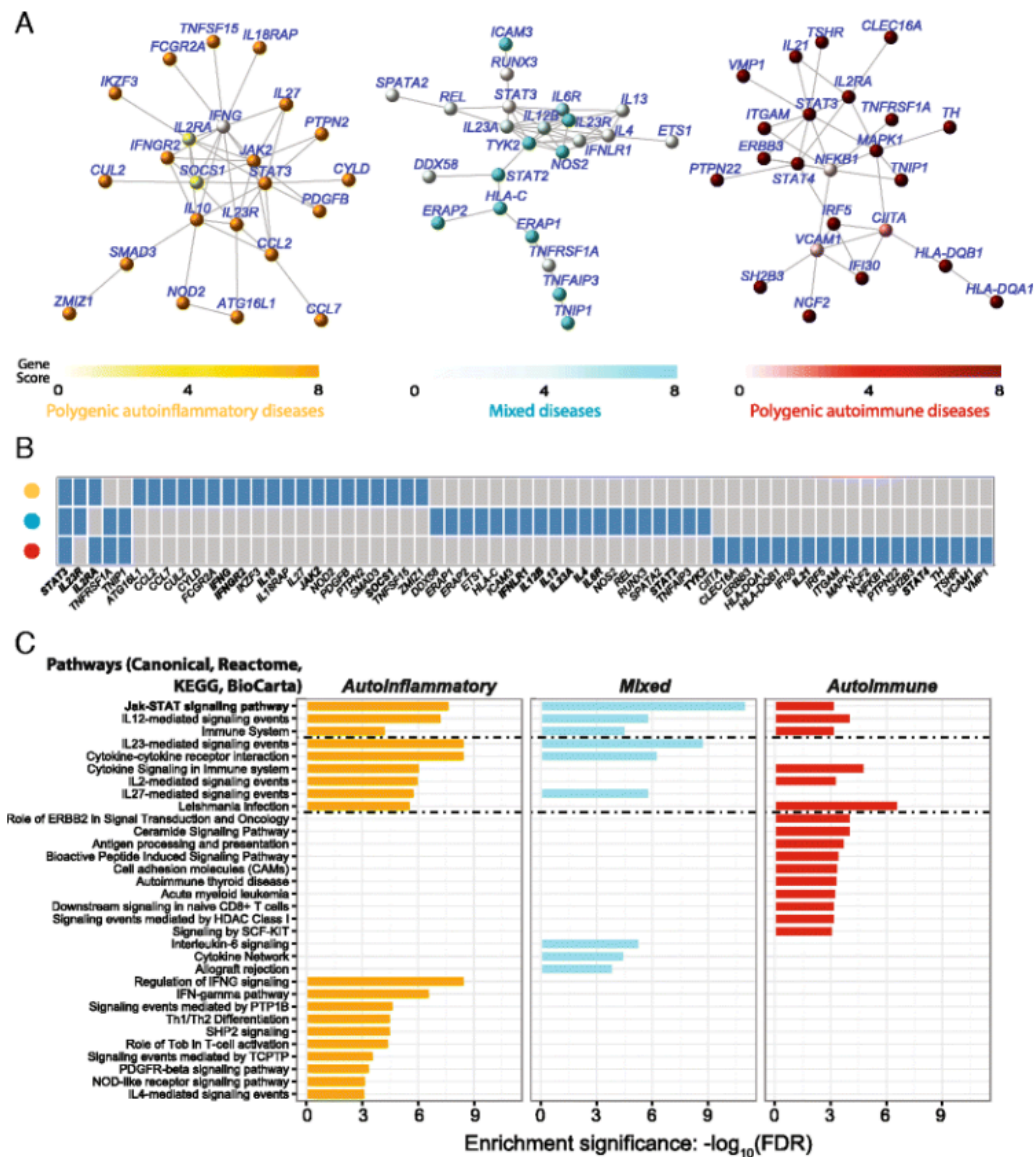 A
TNFSF15
IL18RAP
FCGR2A
IKZF3
IFNG
IL27
IL2RA
PTPN2
IFNGR2
JAK2
CUL2
SOCS1
STAT3
CYLD
PDGFB
IL10
IL23R
SMAD3
CCL2
ZMIZ1
NOD2
ATG16L1
CCL7
ICAM3
RUNX3
SPATA2
STAT3
REL
IL6R
IL13
IL12B
IL23A
IL23R
IL4
ETS1
TYK2
IFNLR1
DDX58
NOS2
STAT2
HLA-C
ERAP2
ERAP1
TNFRSF1A
TNFAIP3
TNIP1
CLEC16A
TSHR
IL21
VMP1
IL2RA
STAT3
TNFRSF1A
TH
ITGAM
MAPK1
ERBB3
NFKB1
TNIP1
PTPN22
STAT4
IRF5
CIITA
VCAM1
HLA-DQB1
SH2B3
IFI30
HLA-DQA1
NCF2
Gene
Score
0 4 8
Polygenic autoinflammatory diseases
0 4 8
Mixed diseases
0 4 8
Polygenic autoimmune diseases
B
STAT3
IL23R
IL2RA
TNFRSF1A
TNIP1
ATG16L1
CCL2
CCL7
CUL2
CYLD
FCGR2A
IFNG
IFNGR2
IKZF3
IL10
IL18RAP
IL27
JAK2
NOD2
PDGFB
PTPN2
SMAD3
SOCS1
TNFSF15
ZMIZ1
DDX58
ERAP1
ERAP2
ETS1
HLA-C
ICAM3
IFNLR1
IL12B
IL13
IL23A
IL4
IL6R
NOS2
REL
RUNX3
SPATA2
STAT2
TNFAIP3
TYK2
CIITA
CLEC16A
ERBB3
HLA-DQA1
HLA-DQB1
IFI30
IL21
IRF5
ITGAM
MAPK1
NCF2
NFKB1
PTPN22
SH2B3
STAT4
TH
TSHR
VCAM1
VMP1
C
Pathways (Canonical, Reactome,
KEGG, BioCarta)
Autoinflammatory
Mixed
Autoimmune
Jak-STAT signaling pathway
IL12-mediated signaling events
Immune System
IL23-mediated signaling events
Cytokine-cytokine receptor interaction
Cytokine Signaling in Immune system
IL2-mediated signaling events
IL27-mediated signaling events
Leishmania infection
Role of ERBB2 in Signal Transduction and Oncology
Ceramide Signaling Pathway
Antigen processing and presentation
Bioactive Peptide Induced Signaling Pathway
Cell adhesion molecules (CAMs)
Autoimmune thyroid disease
Acute myeloid leukemia
Downstream signaling in naive CD8+ T cells
Signaling events mediated by HDAC Class I
Signaling by SCF-KIT
Interleukin-6 signaling
Cytokine Network
Allograft rejection
Regulation of IFNG signaling
IFN-gamma pathway
Signaling events mediated by PTP1B
Th1/Th2 Differentiation
SHP2 signaling
Role of Tob in T-cell activation
Signaling events mediated by TCPTP
PDGFR-beta signaling pathway
NOD-like receptor signaling pathway
IL4-mediated signaling events
0 3 6 9
0 3 6 9
0 3 6 9
Enrichment significance: -log10(FDR)